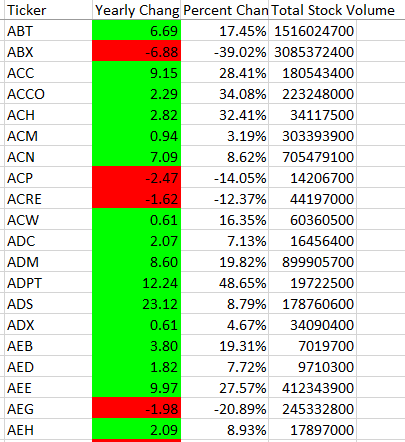 Ticker Yearly Chang Percent Chan Total Stock Volume
ABT 6.69 17.45% 1516024700
ABX -6.88 -39.02% 3085372400
ACC 9.15 28.41% 180543400
ACCO 2.29 34.08% 223248000
ACH 2.82 32.41% 34117500
ACM 0.94 3.19% 303393900
ACN 7.09 8.62% 705479100
ACP -2.47 -14.05% 14206700
ACRE -1.62 -12.37% 44197000
ACW 0.61 16.35% 60360500
ADC 2.07 7.13% 16456400
ADM 8.60 19.82% 899905700
ADPT 12.24 48.65% 19722500
ADS 23.12 8.79% 178760600
ADX 0.61 4.67% 34090400
AEB 3.80 19.31% 7019700
AED 1.82 7.72% 9710300
AEE 9.97 27.57% 412343900
AEG -1.98 -20.89% 245332800
AEH 2.09 8.93% 17897000